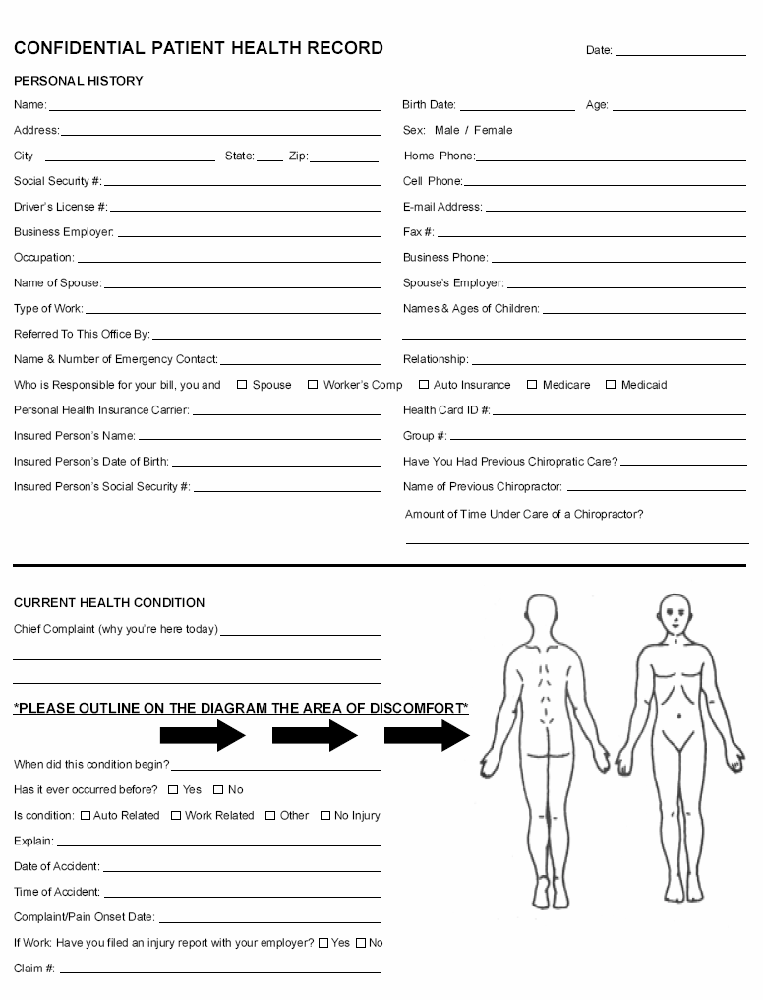 CONFIDENTIAL PATIENT HEALTH RECORD Date:
PERSONAL HISTORY
Name: Birth Date: Age:
Address: Sex: Male / Female
City State: Zip: Home Phone:
Social Security #: Cell Phone:
Driver's License #: E-mail Address:
Business Employer: Fax #:
Occupation: Business Phone:
Name of Spouse: Spouse's Employer:
Type of Work: Names & Ages of Children:
Referred To This Office By:
Name & Number of Emergency Contact: Relationship:
Who is Responsible for your bill, you and Spouse Worker's Comp Auto Insurance Medicare Medicaid
Personal Health Insurance Carrier: Health Card ID #:
Insured Person's Name: Group #:
Insured Person's Date of Birth: Have You Had Previous Chiropratic Care?
Insured Person's Social Security #: Name of Previous Chiropractor:
Amount of Time Under Care of a Chiropractor?
CURRENT HEALTH CONDITION
Chief Complaint (why you're here today)
*PLEASE OUTLINE ON THE DIAGRAM THE AREA OF DISCOMFORT*
When did this condition begin?
Has it ever occurred before? Yes No
Is condition: Auto Related Work Related Other No Injury
Explain:
Date of Accident:
Time of Accident:
Complaint/Pain Onset Date:
If Work: Have you filed an injury report with your employer? Yes No
Claim #: